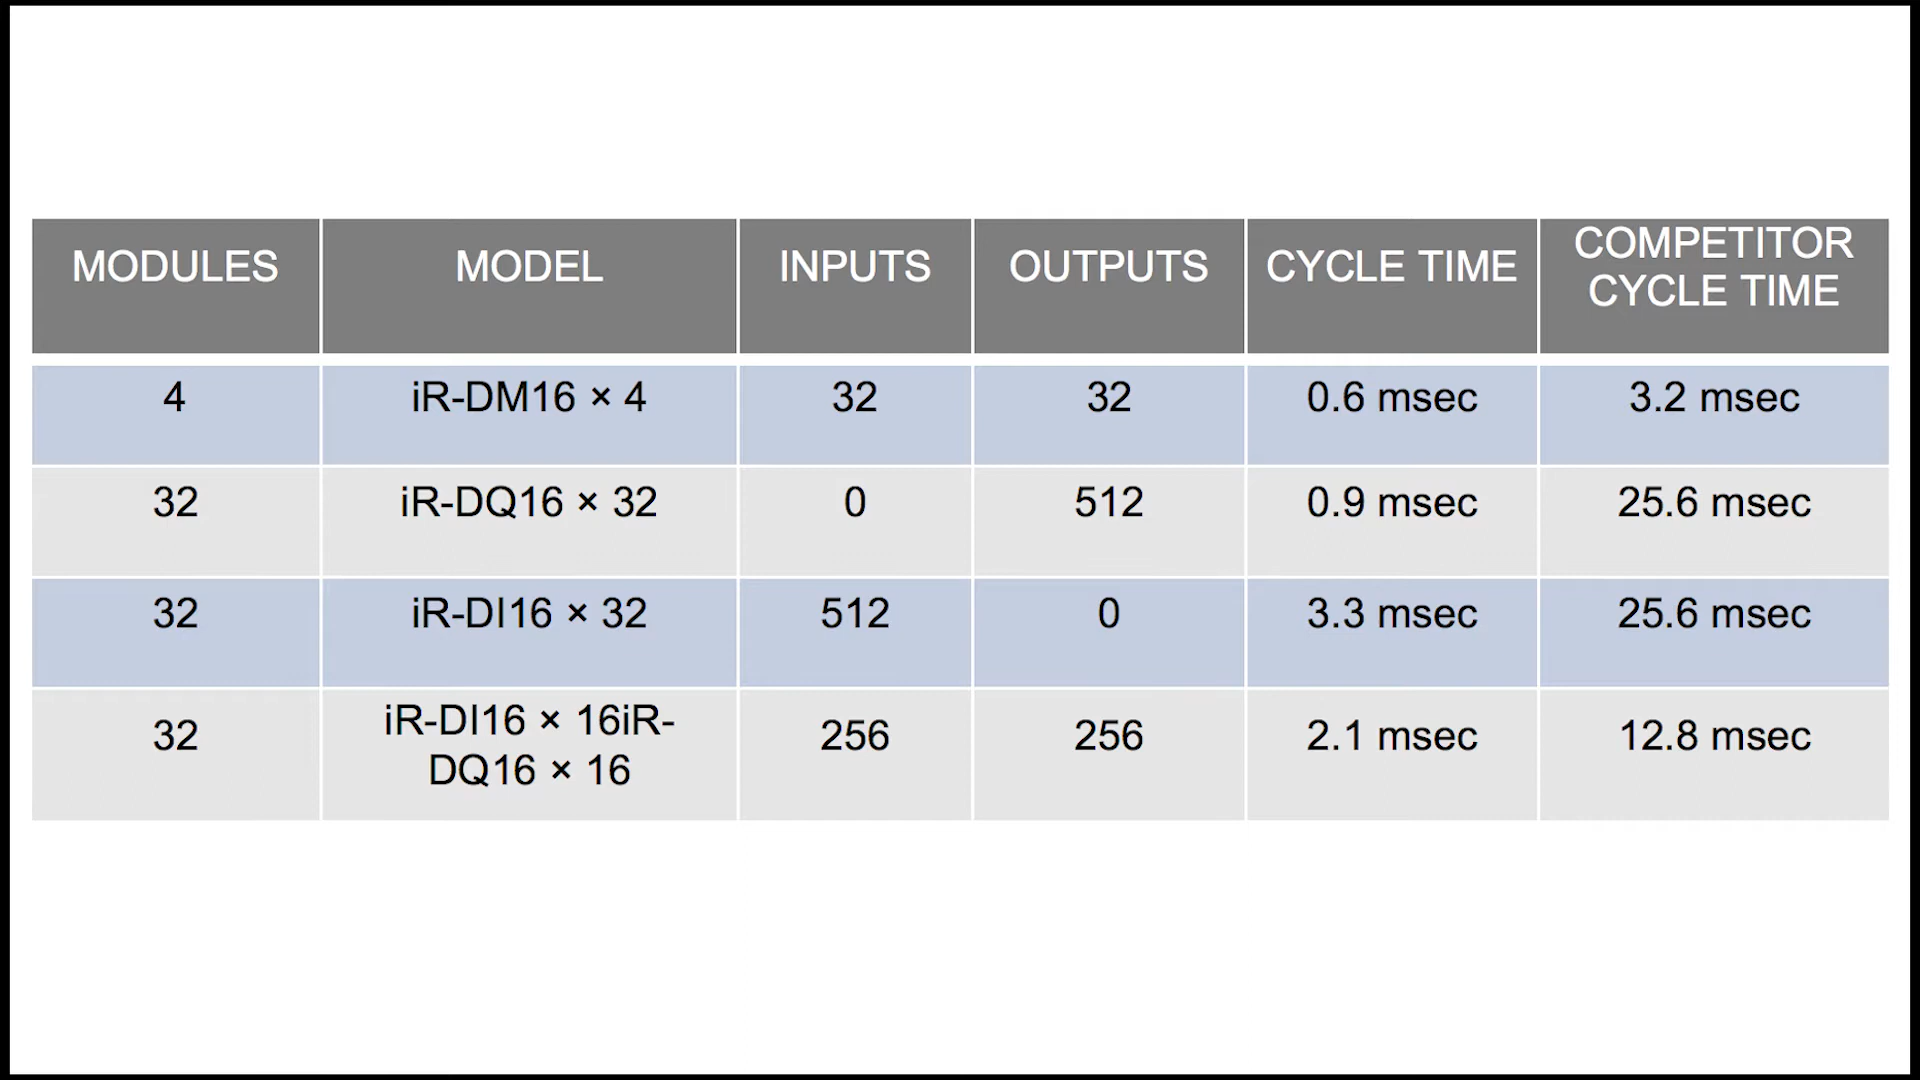 MODULES MODEL INPUTS OUTPUTS CYCLE TIME COMPETITOR CYCLE TIME
4 iR-DM16 × 4 32 32 0.6 msec 3.2 msec
32 iR-DQ16 × 32 0 512 0.9 msec 25.6 msec
32 iR-DI16 × 32 512 0 3.3 msec 25.6 msec
32 iR-DI16 × 16iR-DQ16 × 16 256 256 2.1 msec 12.8 msec